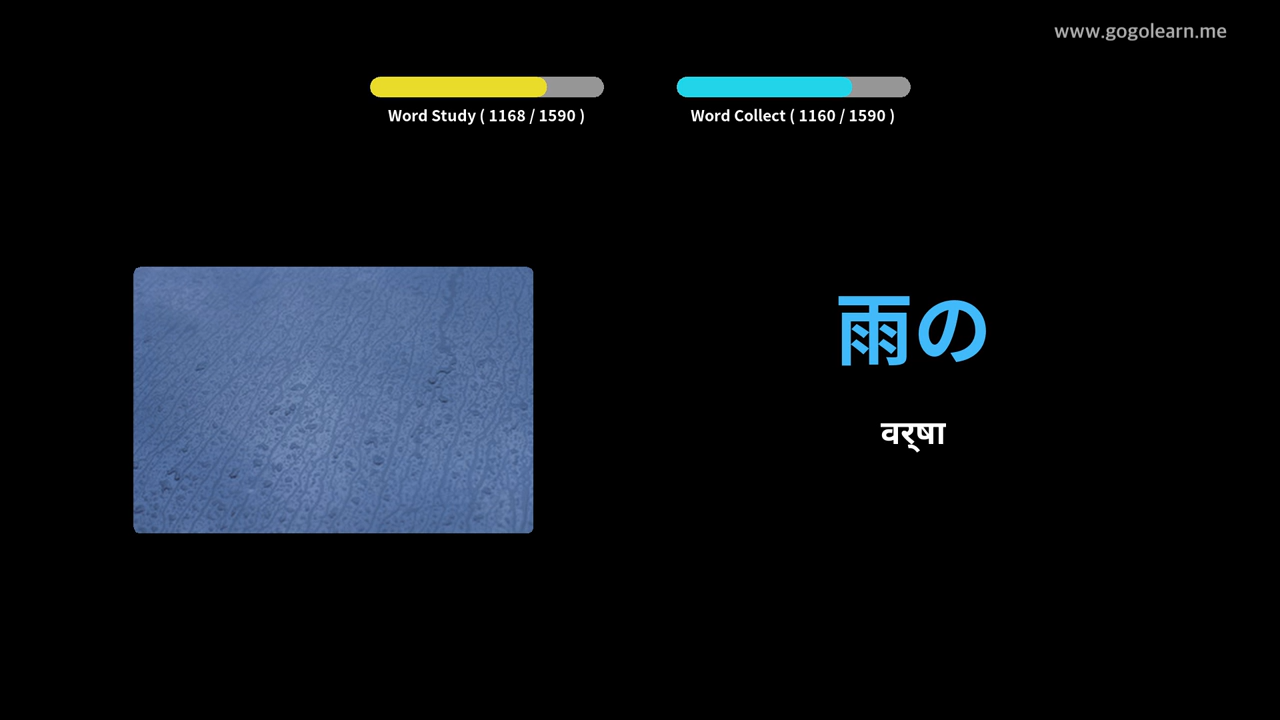 www.gogolearn.me
Word Study ( 1168 / 1590 )
Word Collect ( 1160 / 1590 )
雨の
वर्षा